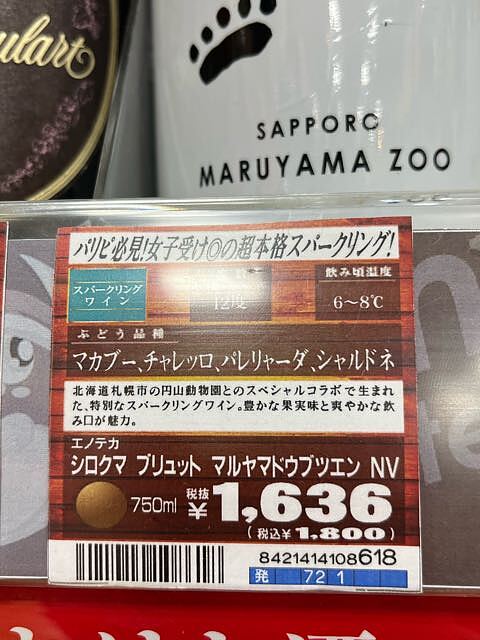 ulart
SAPPORO
MARUYAMA ZOO
パリピ必見!女子受け◎の超本格スパークリング!
スパークリング
ワイン
12度
飲み頃温度
6~8℃
ぶどう品種
マカブー、チャレッロ、パレリャーダ、シャルドネ
北海道札幌市の円山動物園とのスペシャルコラボで生まれ
た、特別なスパークリングワイン。豊かな果実味と爽やかな飲
み口が魅力。
エノテカ
シロクマ ブリュット マルヤマドウブツエン NV
750ml 税抜 ¥1,636
(税込¥1,800)
8421414108618
発 72 1